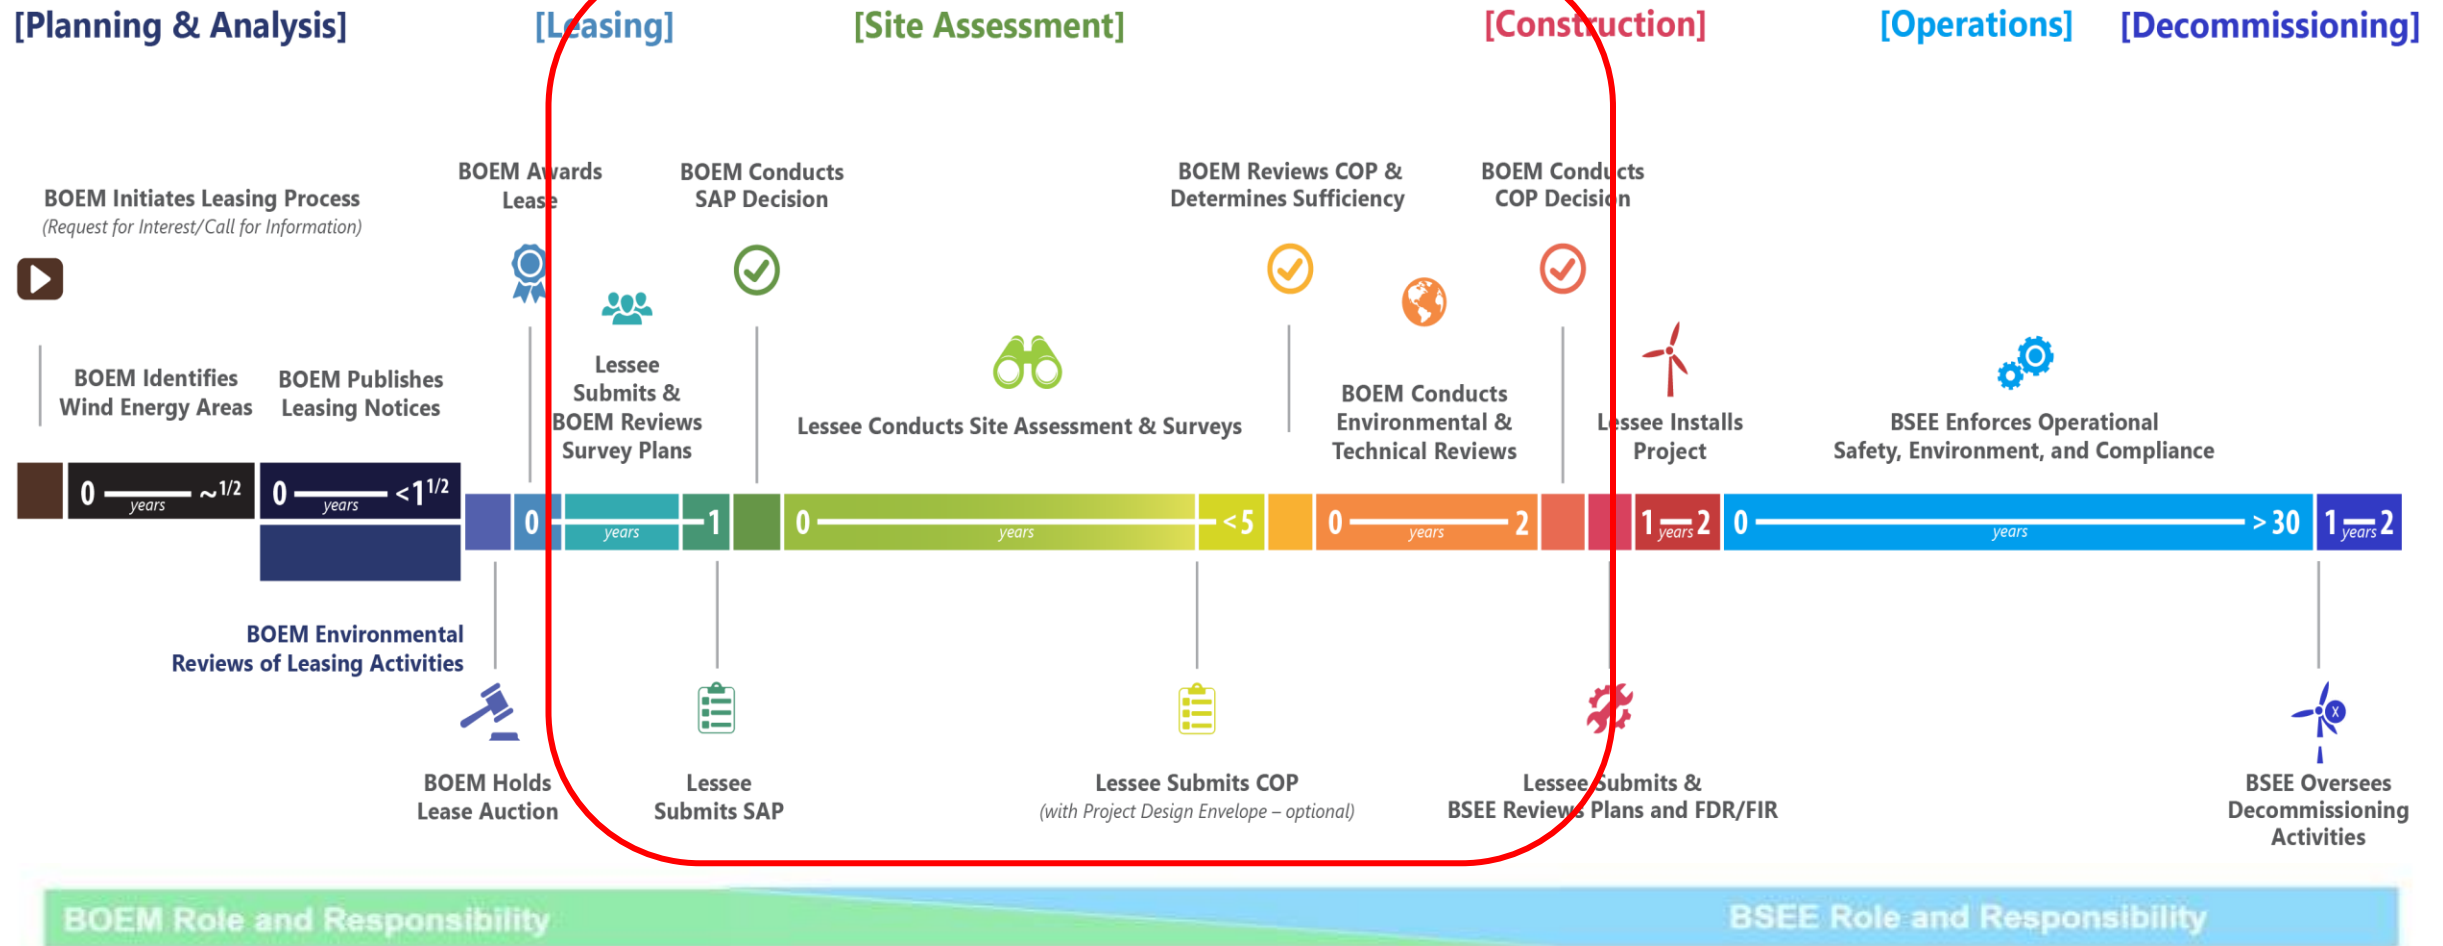 [Planning & Analysis]
[Leasing]
[Site Assessment]
[Construction]
[Operations]
[Decommissioning]
BOEM Initiates Leasing Process
(Request for Interest/Call for Information)
BOEM Awards
Lease
BOEM Conducts
SAP Decision
BOEM Reviews COP &
Determines Sufficiency
BOEM Conducts
COP Decision
BOEM Identifies
Wind Energy Areas
BOEM Publishes
Leasing Notices
Lessee
Submits &
BOEM Reviews
Survey Plans
Lessee Conducts Site Assessment & Surveys
BOEM Conducts
Environmental &
Technical Reviews
Lessee Installs
Project
BSEE Enforces Operational
Safety, Environment, and Compliance
0 years ~1/2
0 years <1 1/2
0 years 1
0 years <5
0 years 2
1 years 2
0 years > 30
1 years 2
BOEM Environmental
Reviews of Leasing Activities
BOEM Holds
Lease Auction
Lessee
Submits SAP
Lessee Submits COP
(with Project Design Envelope – optional)
Lessee Submits &
BSEE Reviews Plans and FDR/FIR
X
BSEE Oversees
Decommissioning
Activities
BOEM Role and Responsibility
BSEE Role and Responsibility